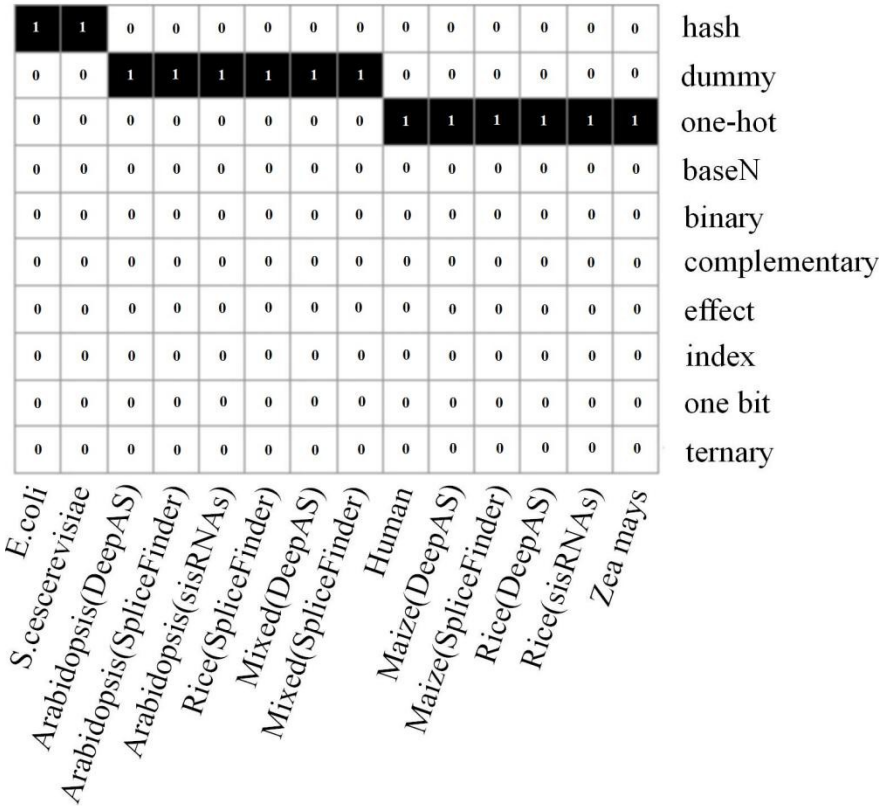 1 1 0 0 0 0 0 0 0 0 0 0 0 0 hash
0 0 1 1 1 1 1 1 0 0 0 0 0 0 dummy
0 0 0 0 0 0 0 0 1 1 1 1 1 1 one-hot
0 0 0 0 0 0 0 0 0 0 0 0 0 0 baseN
0 0 0 0 0 0 0 0 0 0 0 0 0 0 binary
0 0 0 0 0 0 0 0 0 0 0 0 0 0 complementary
0 0 0 0 0 0 0 0 0 0 0 0 0 0 effect
0 0 0 0 0 0 0 0 0 0 0 0 0 0 index
0 0 0 0 0 0 0 0 0 0 0 0 0 0 one bit
0 0 0 0 0 0 0 0 0 0 0 0 0 0 ternary
E.coli
S.cescerevisiae
Arabidopsis(DeepAS)
Arabidopsis(SpliceFinder)
Arabidopsis(sisRNAs)
Rice(SpliceFinder)
Mixed(DeepAS)
Mixed(SpliceFinder)
Human
Maize(DeepAS)
Maize(SpliceFinder)
Rice(DeepAS)
Rice(sisRNAs)
Zea mays